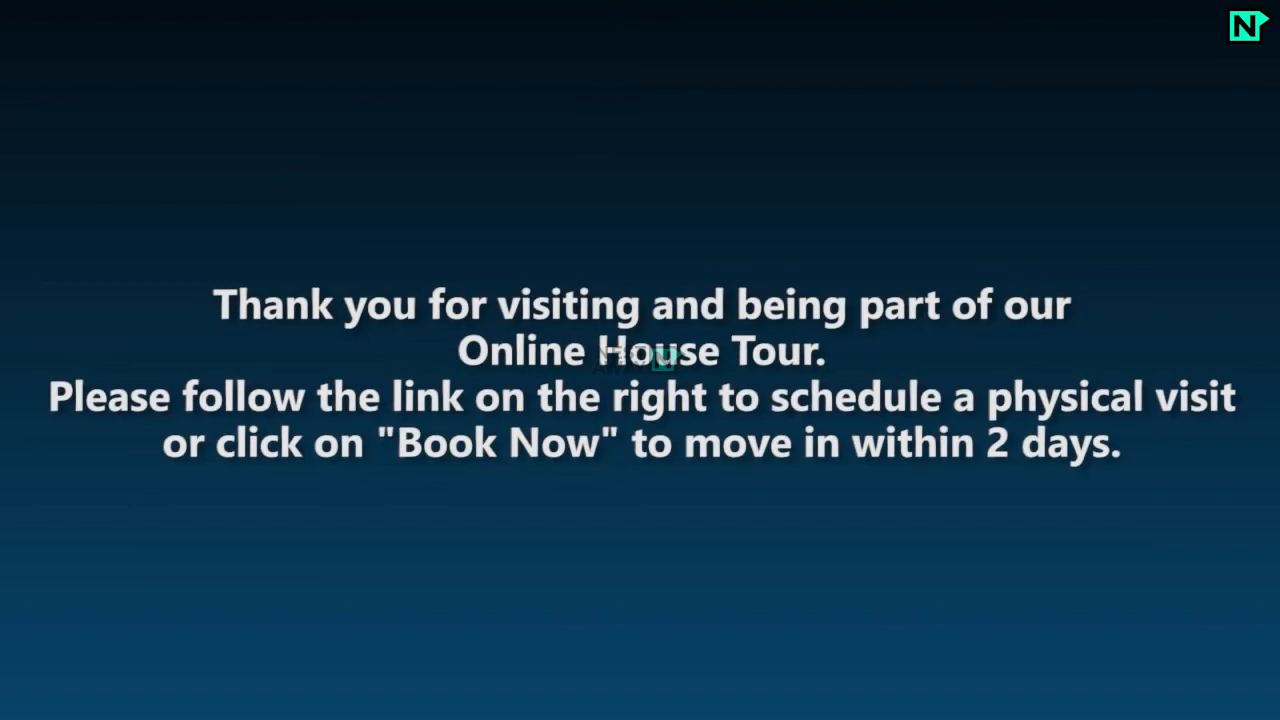 N
Thank you for visiting and being part of our
Online House Tour.
Please follow the link on the right to schedule a physical visit
or click on "Book Now" to move in within 2 days.